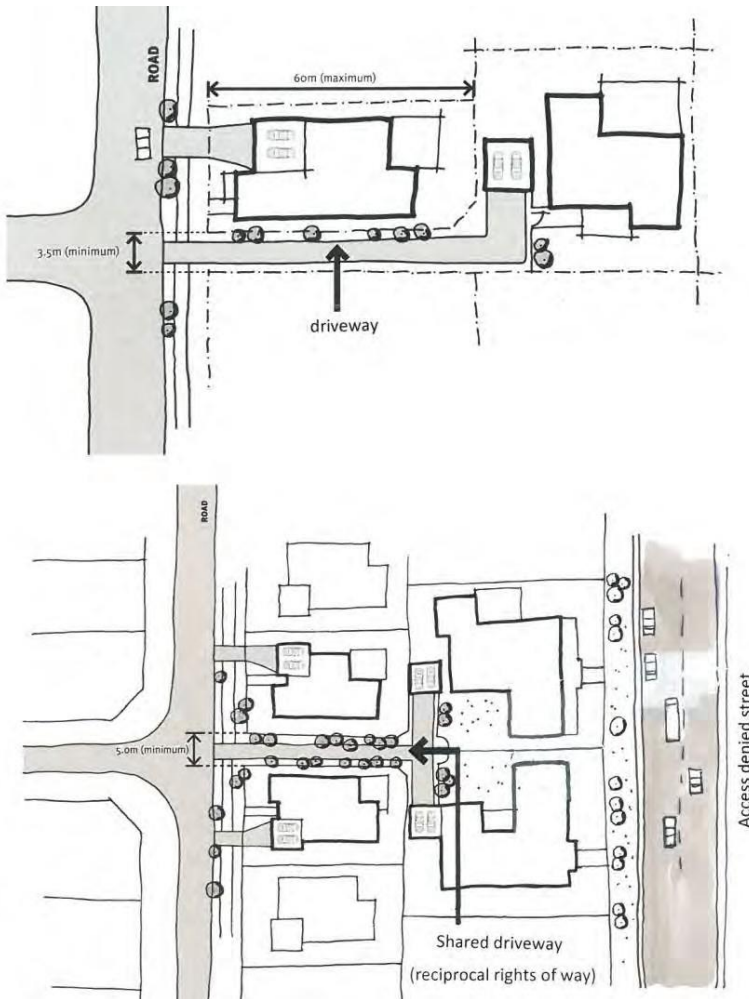 ROAD
60m (maximum)
3.5m (minimum)
driveway
ROAD
5.0m (minimum)
Access denied street
Shared driveway
(reciprocal rights of way)